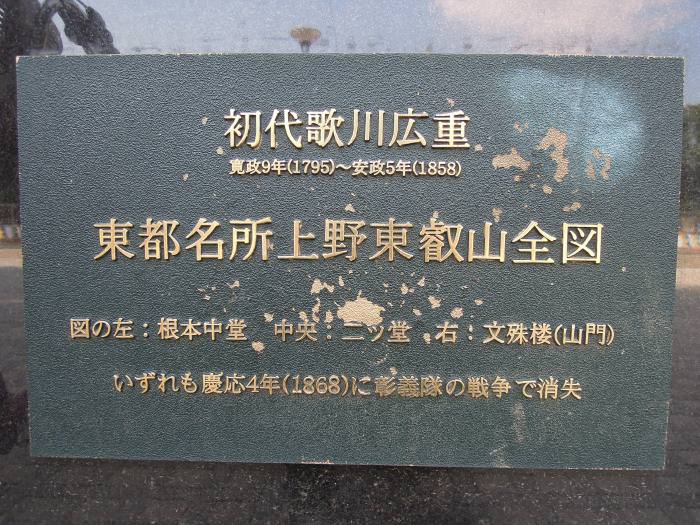 初代歌川広重
寛政9年(1795)～安政5年(1858)
東都名所上野東叡山全図
図の左：根本中堂　中央：二ツ堂　右：文殊楼(山門)
いずれも慶応4年(1868)に彰義隊の戦争で消失